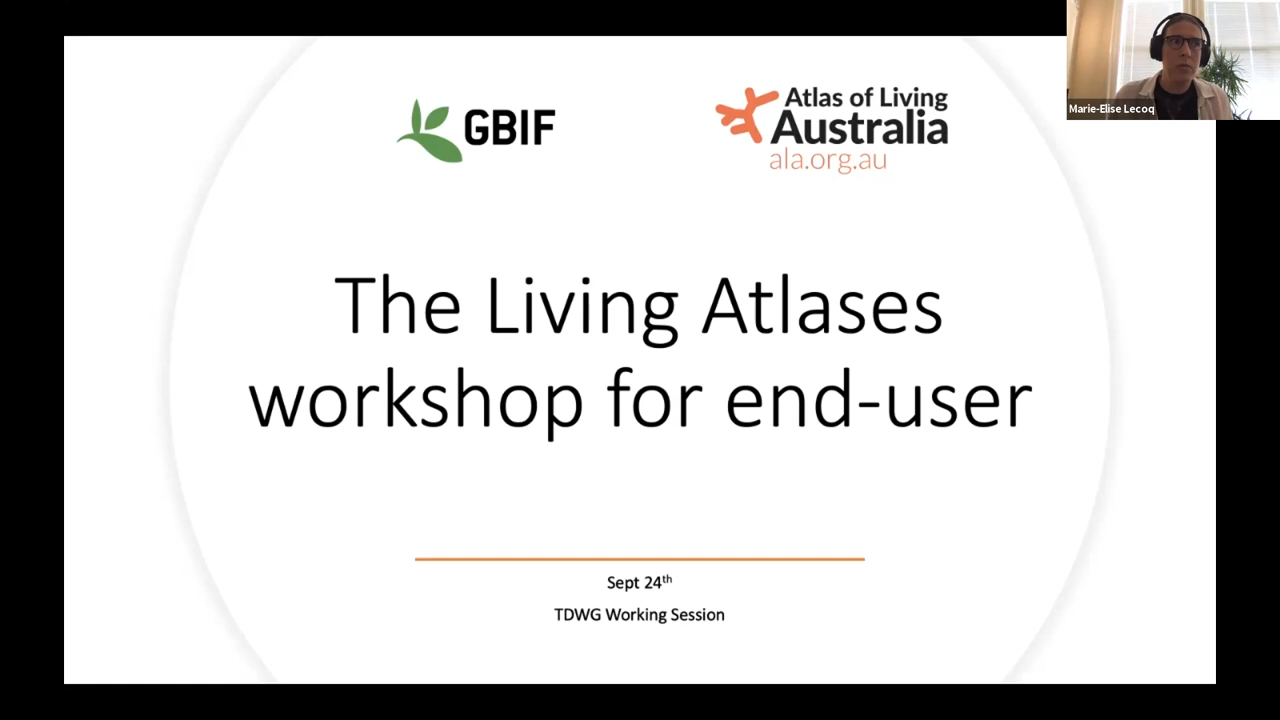 Marie-Elise Lecoq
GBIF
Atlas of Living
Australia
ala.org.au
The Living Atlases
workshop for end-user
Sept 24th
TDWG Working Session